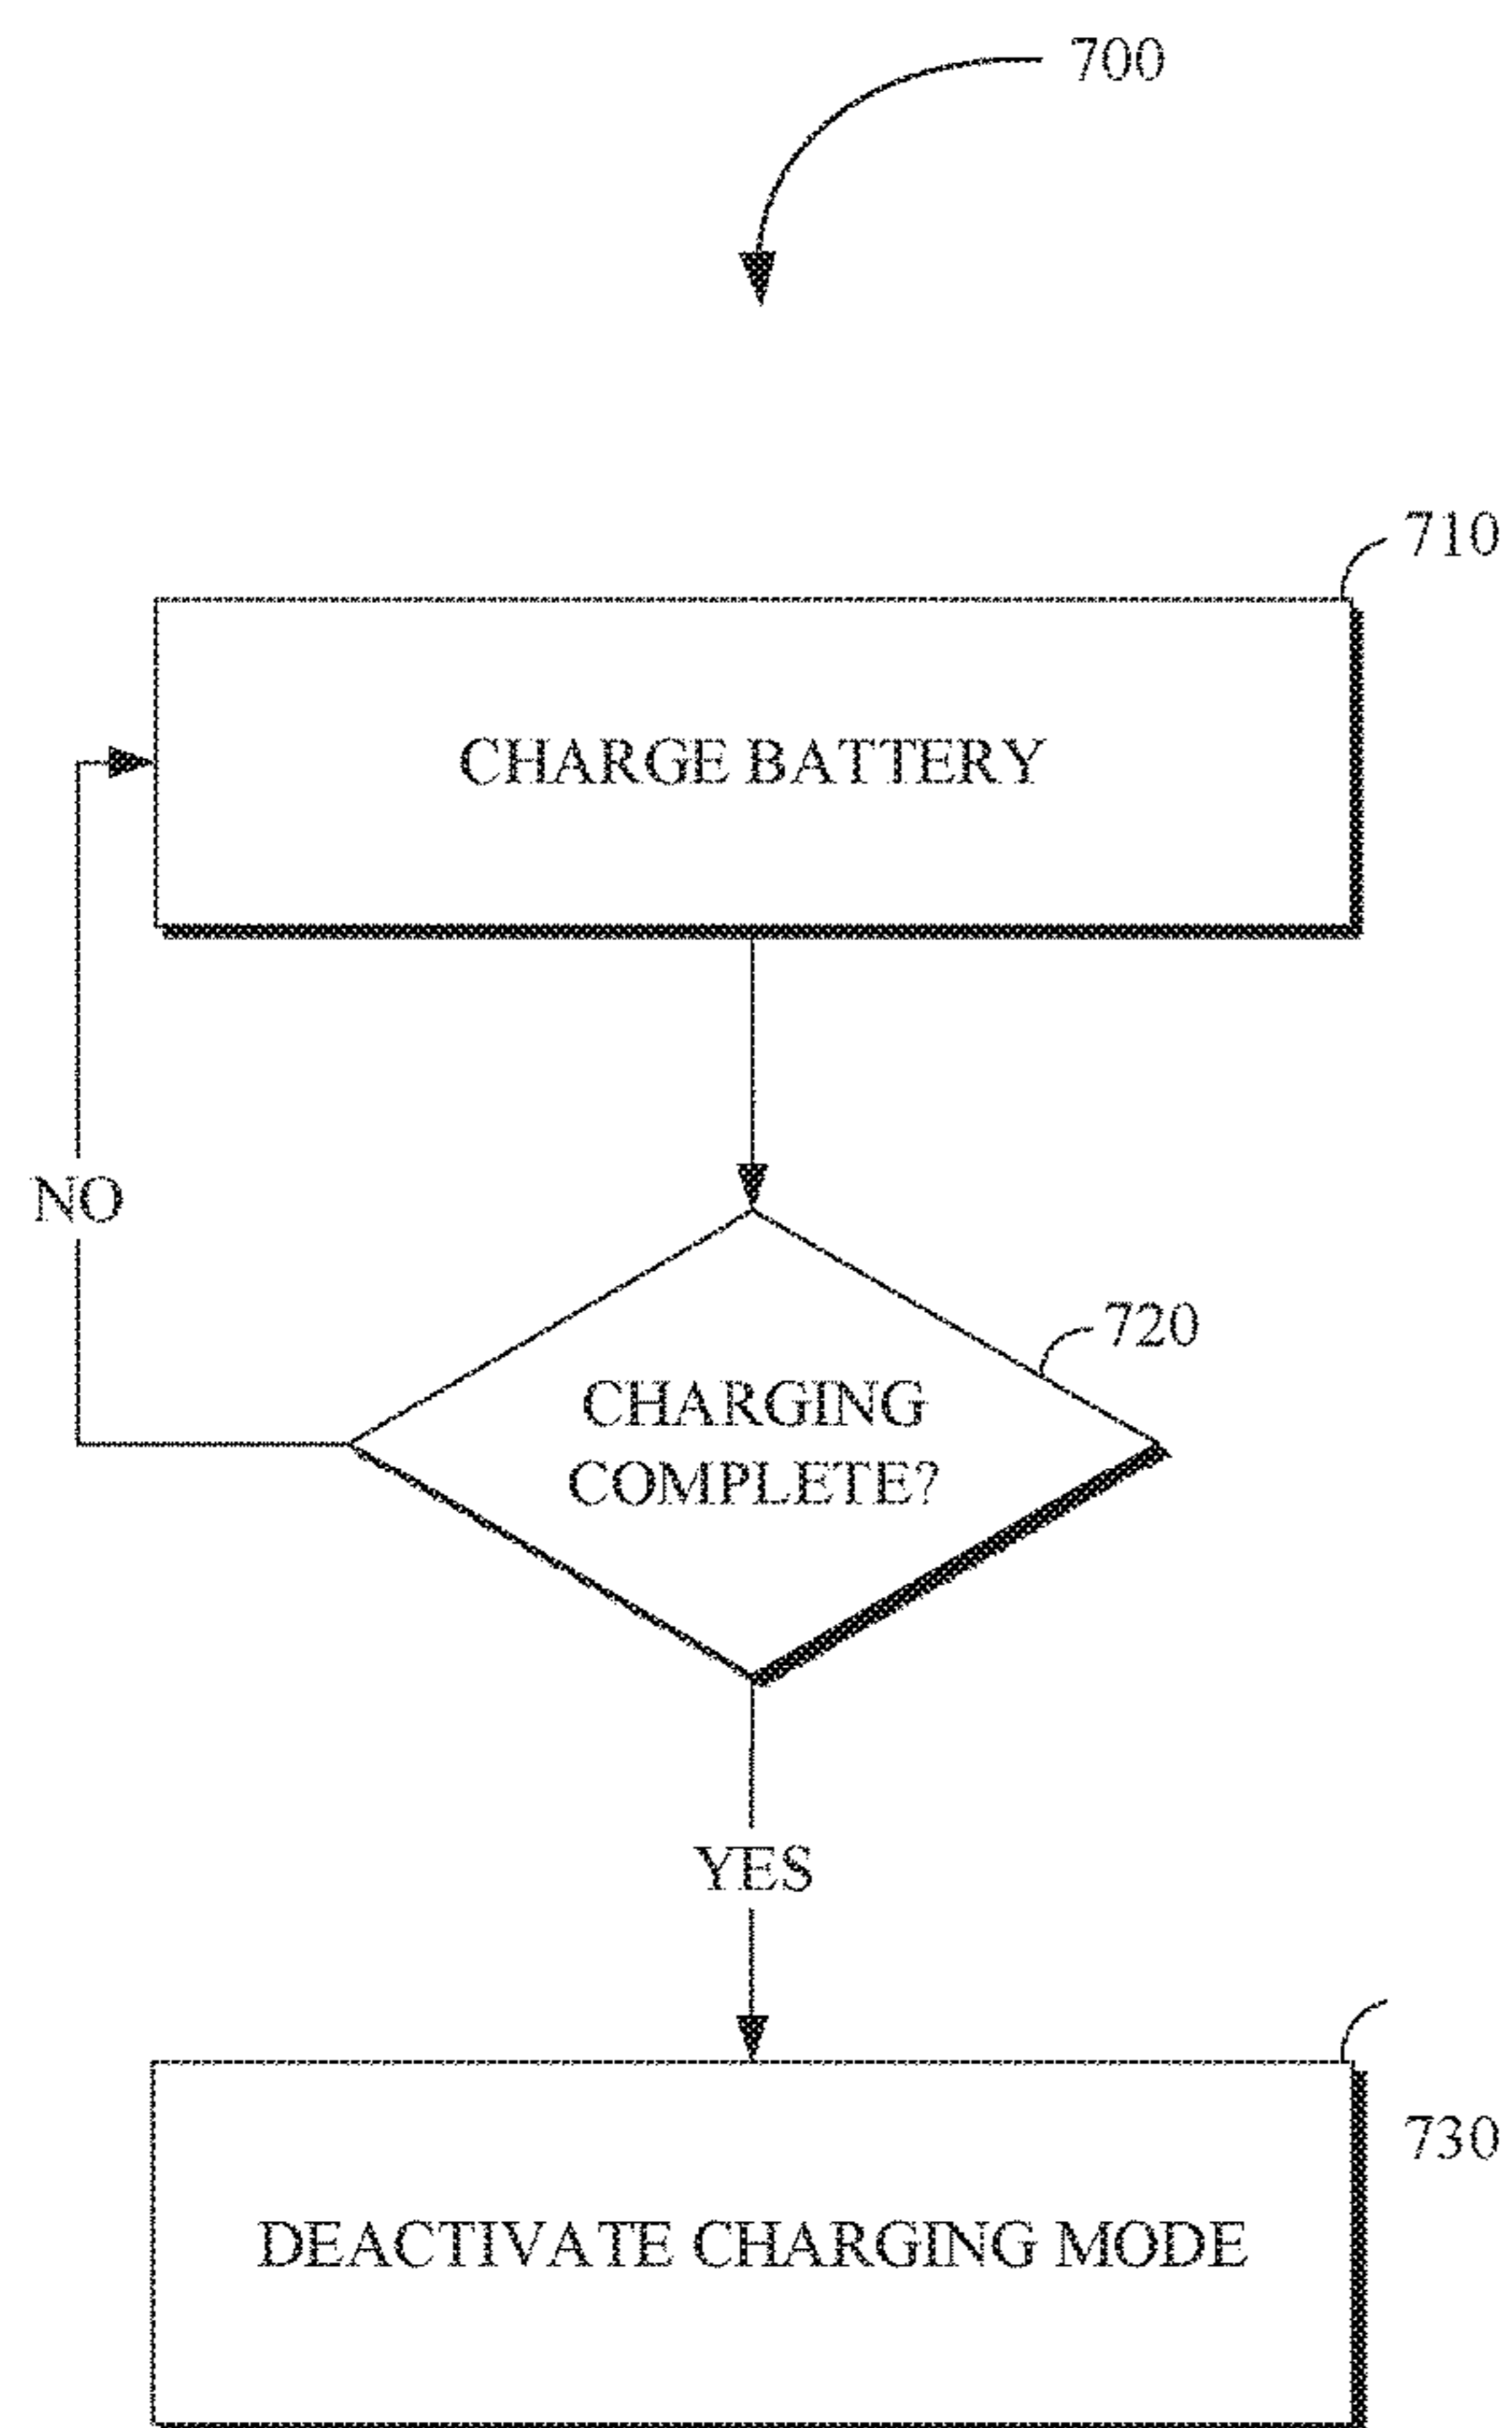 700
710
CHARGE BATTERY
NO
720
CHARGING
COMPLETE?
YES
730
DEACTIVATE CHARGING MODE